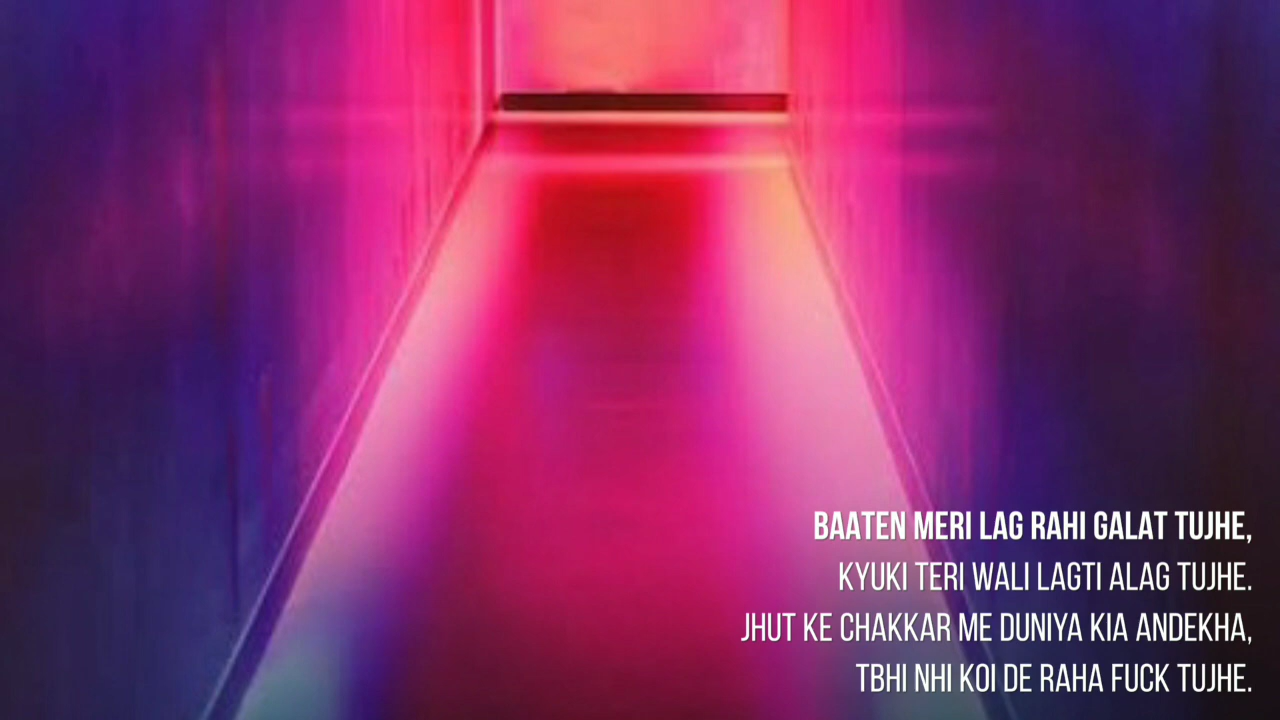 BAATEN MERI LAG RAHI GALAT TUJHE,
KYUKI TERI WALI LAGTI ALAG TUJHE.
JHUT KE CHAKKAR ME DUNIYA KIA ANDEKHA,
TBHI NHI KOI DE RAHA FUCK TUJHE.